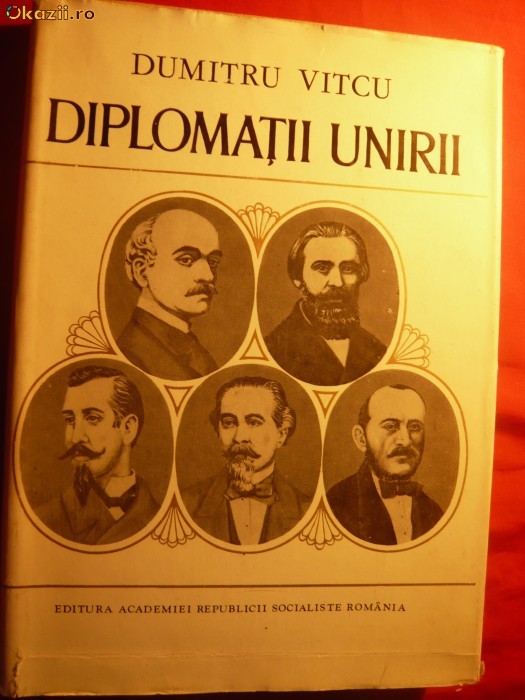 Okazii.ro
DUMITRU VITCU
DIPLOMAȚII UNIRII
EDITURA ACADEMIEI REPUBLICII SOCIALISTE ROMÂNIA